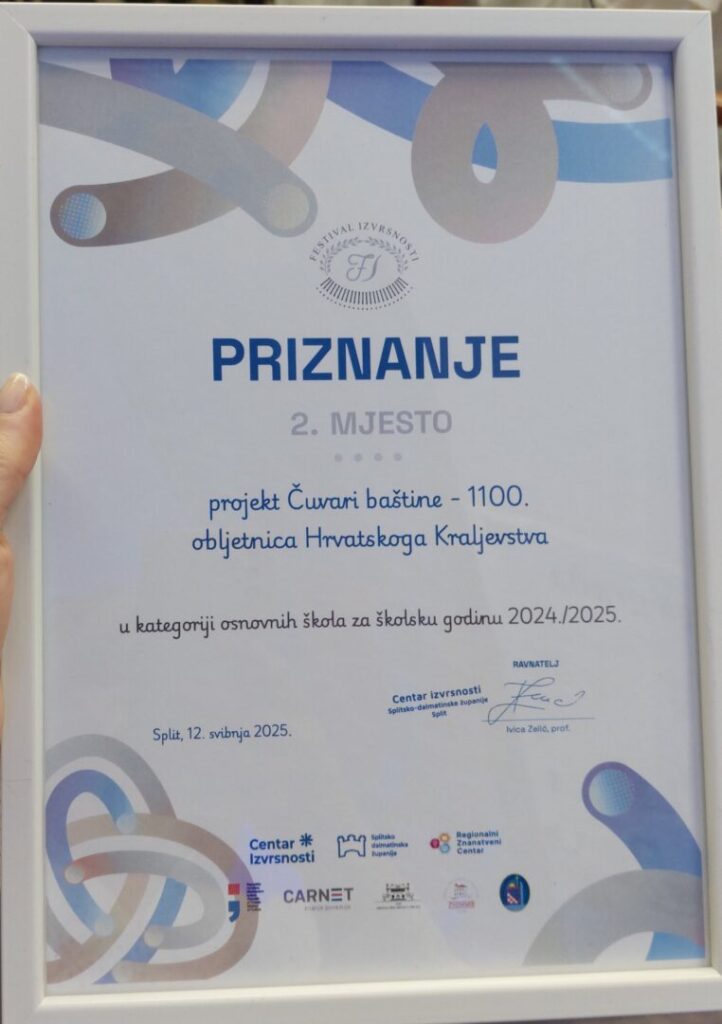 FESTIVAL IZVRSNOSTI
FI
PRIZNANJE
2. MJESTO
projekt Čuvari baštine - 1100.
obljetnica Hrvatskoga Kraljevstva
u kategoriji osnovnih škola za školsku godinu 2024./2025.
RAVNATELJ
Centar izvrsnosti
Splitsko-dalmatinske županije
Split
Ivica Zelić, prof.
Split, 12. svibnja 2025.
Centar
Izvrsnosti
Splitsko
dalmatinska
županija
Regionalni
Znanstveni
Centar
CARNET